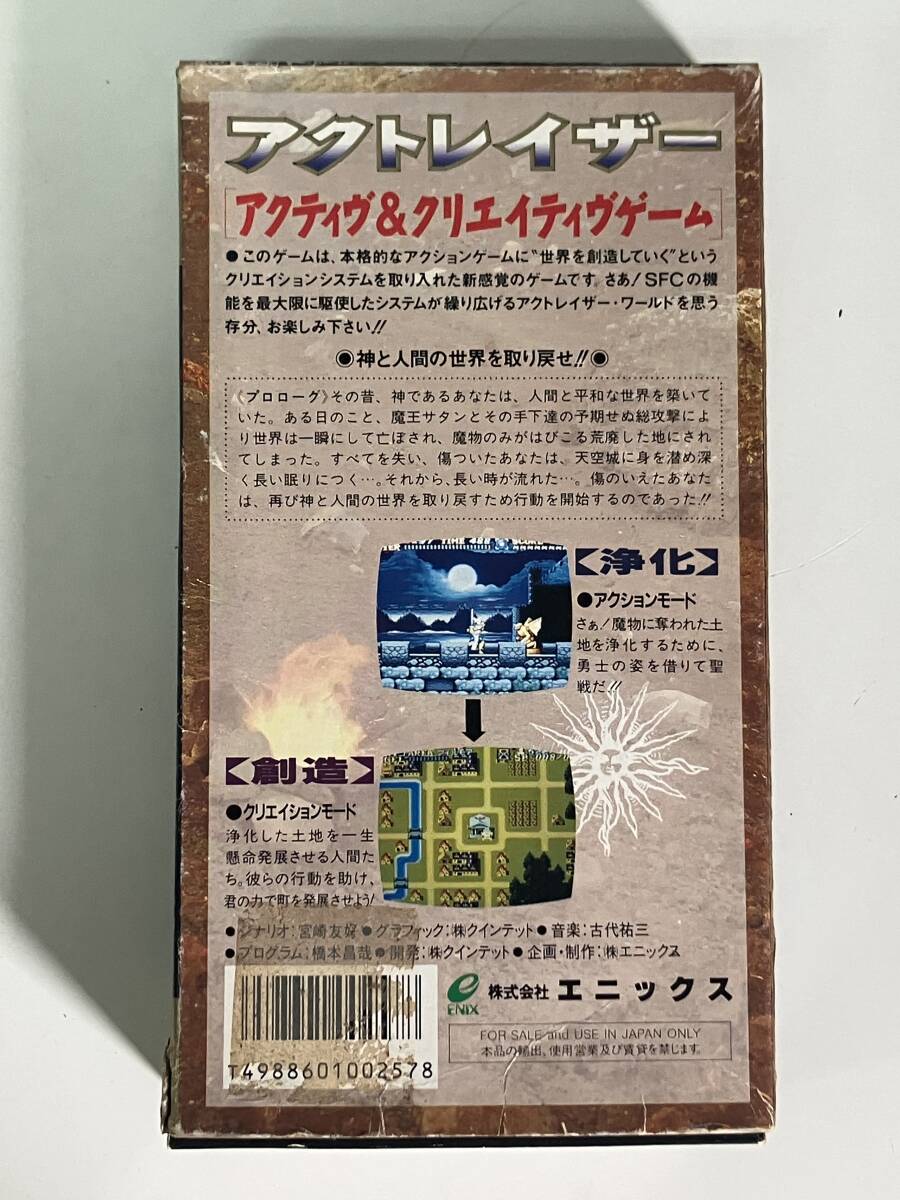 アクトレイザー
アクティヴ&クリエイティヴゲーム
●このゲームは、本格的なアクションゲームに"世界を創造していく"という
クリエイションシステムを取り入れた新感覚のゲームです。さあ!SFCの機
能を最大限に駆使したシステムが繰り広げるアクトレイザー・ワールドを思う
存分、お楽しみ下さい!!
◉神と人間の世界を取り戻せ!!◉
《プロローグ》その昔、神であるあなたは、人間と平和な世界を築いて
いた。ある日のこと、魔王サタンとその手下達の予期せぬ総攻撃によ
り世界は一瞬にして亡ぼされ、魔物のみがはびこる荒廃した地にされ
てしまった。すべてを失い、傷ついたあなたは、天空城に身を潜め深
く長い眠りにつく…。それから、長い時が流れた…。傷のいえたあなた
は、再び神と人間の世界を取り戻すため行動を開始するのであった!!
TIME 488
【浄化】
●アクションモード
さぁ!魔物に奪われた土
地を浄化するために、
勇士の姿を借りて聖
戦だ!!
【創造】
●クリエイションモード
浄化した土地を一生
懸命発展させる人間た
ち。彼らの行動を助け、
君の力で町を発展させよう!
●シナリオ:宮崎友好●グラフィック:㈱クインテット●音楽:古代祐三
●プログラム:橋本昌哉●開発:㈱クインテット●企画・制作:㈱エニックス
ENIX
株式会社 エニックス
FOR SALE and USE IN JAPAN ONLY
本品の輸出、使用営業及び賃貸を禁じます。
T4988601002578